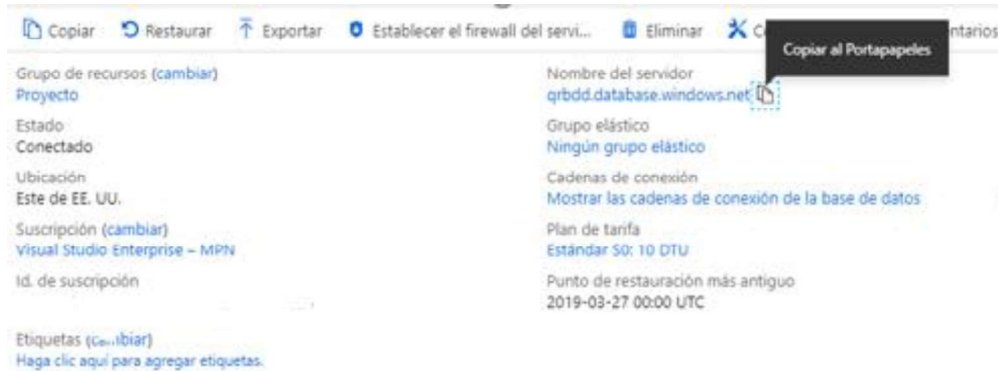 Copiar Restaurar Exportar Establecer el firewall del servi... Eliminar C ntarios
Copiar al Portapapeles
Grupo de recursos (cambiar)
Proyecto
Estado
Conectado
Ubicación
Este de EE. UU.
Suscripción (cambiar)
Visual Studio Enterprise – MPN
Id. de suscripción
Etiquetas (
Haga clic aquí para agregar etiquetas.
Nombre del servidor
qrbdd.database.windows.net
Grupo elástico
Ningún grupo elástico
Cadenas de conexión
Mostrar las cadenas de conexión de la base de datos
Plan de tarifa
Estándar S0: 10 DTU
Punto de restauración más antiguo
2019-03-27 00:00 UTC